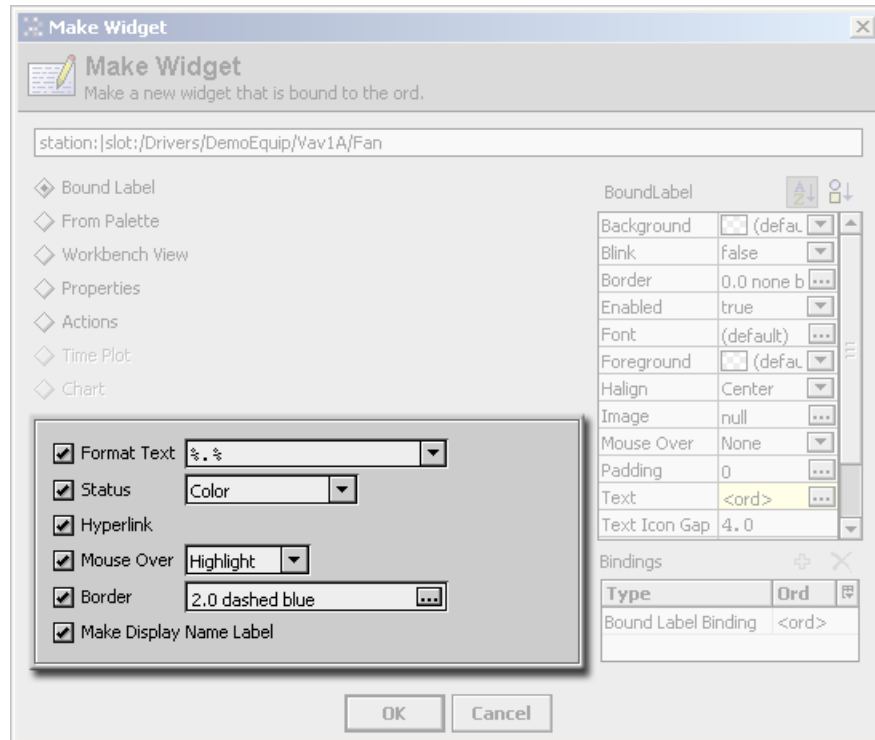 Make Widget
Make Widget
Make a new widget that is bound to the ord.
station:|slot:/Drivers/DemoEquip/Vav1A/Fan
Bound Label
From Palette
Workbench View
Properties
Actions
Time Plot
Chart
Format Text %.%
Status Color
Hyperlink
Mouse Over Highlight
Border 2.0 dashed blue
Make Display Name Label
BoundLabel
Background (defau
Blink false
Border 0.0 none b
Enabled true
Font (default)
Foreground (defau
Halign Center
Image null
Mouse Over None
Padding 0
Text <ord>
Text Icon Gap 4.0
Bindings
Type Ord
Bound Label Binding <ord>
OK Cancel